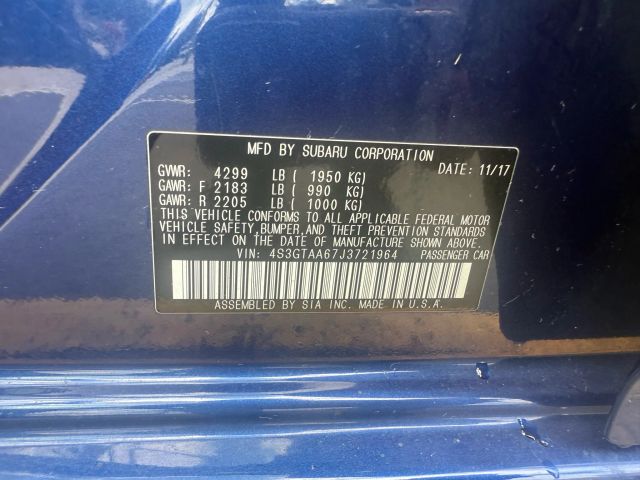 MFD BY SUBARU CORPORATION
GVWR: 4299 LB ( 1950 KG) DATE: 11/17
GAWR: F 2183 LB ( 990 KG)
GAWR: R 2205 LB ( 1000 KG)
THIS VEHICLE CONFORMS TO ALL APPLICABLE FEDERAL MOTOR
VEHICLE SAFETY, BUMPER, AND THEFT PREVENTION STANDARDS
IN EFFECT ON THE DATE OF MANUFACTURE SHOWN ABOVE.
VIN: 4S3GTAA67J3721964 PASSENGER CAR
ASSEMBLED BY SIA INC. MADE IN U.S.A.